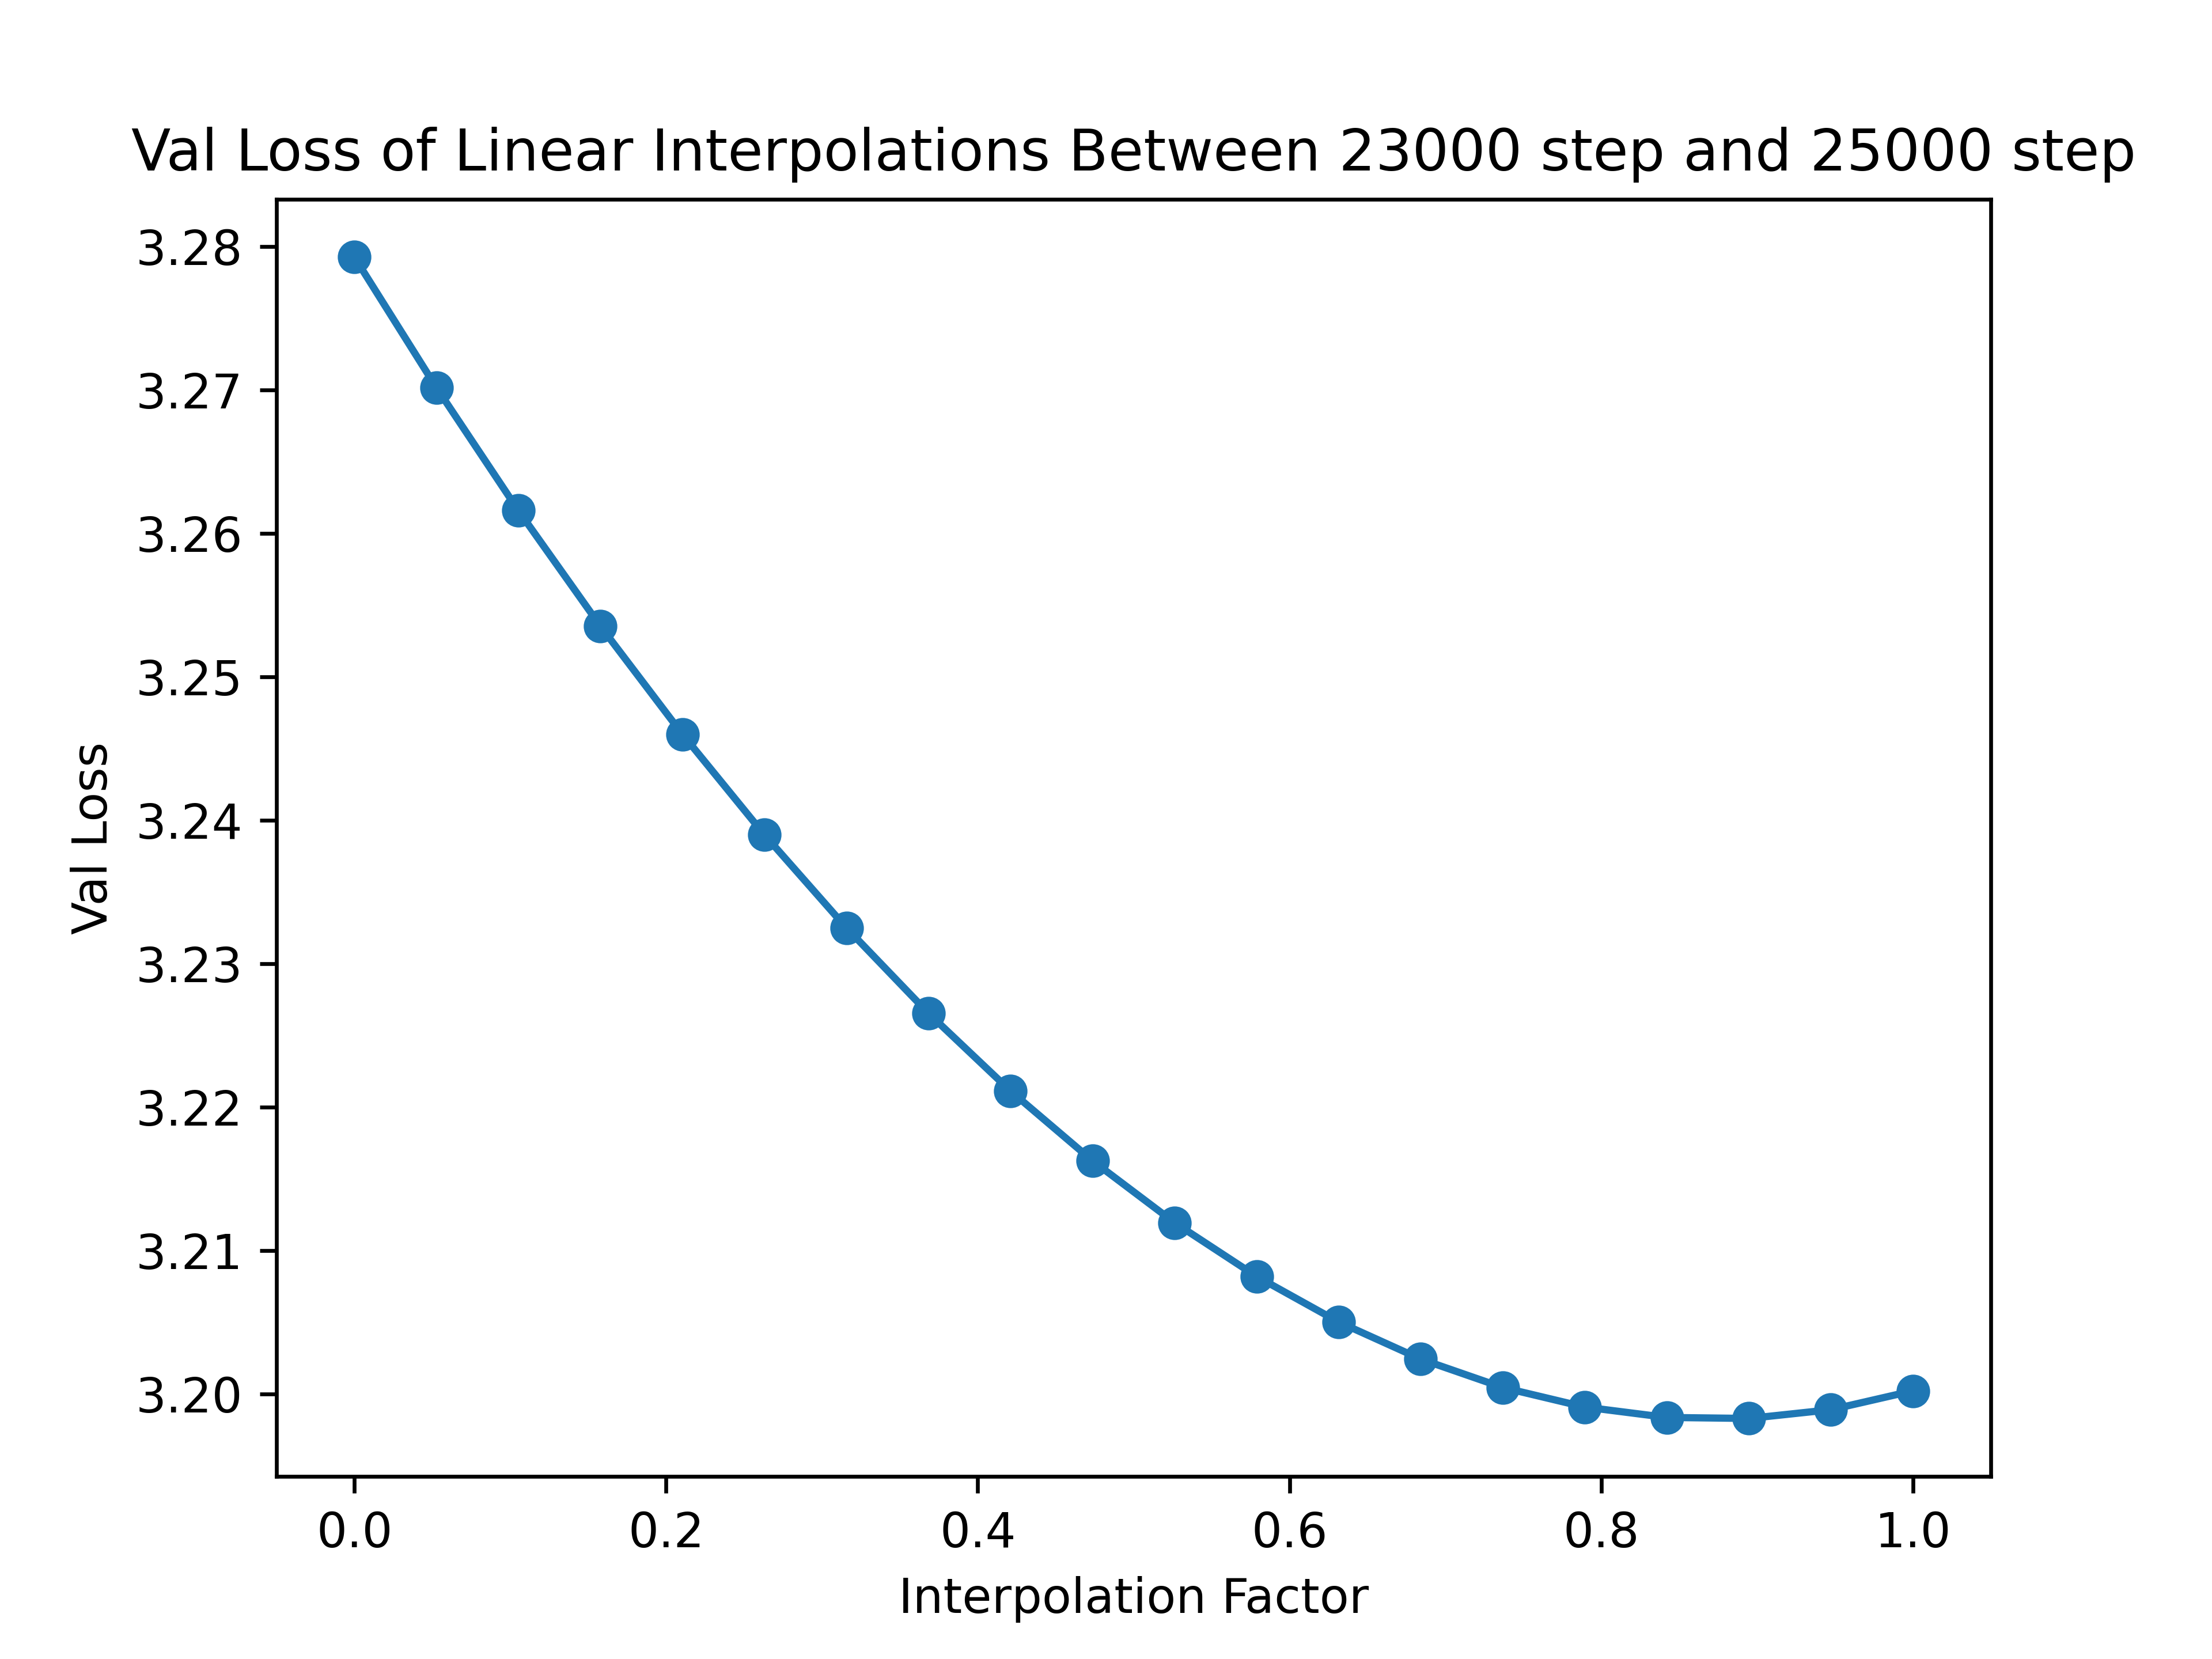 Val Loss of Linear Interpolations Between 23000 step and 25000 step
3.28
3.27
3.26
3.25
3.24
3.23
3.22
3.21
3.20
Val Loss
0.0 0.2 0.4 0.6 0.8 1.0
Interpolation Factor